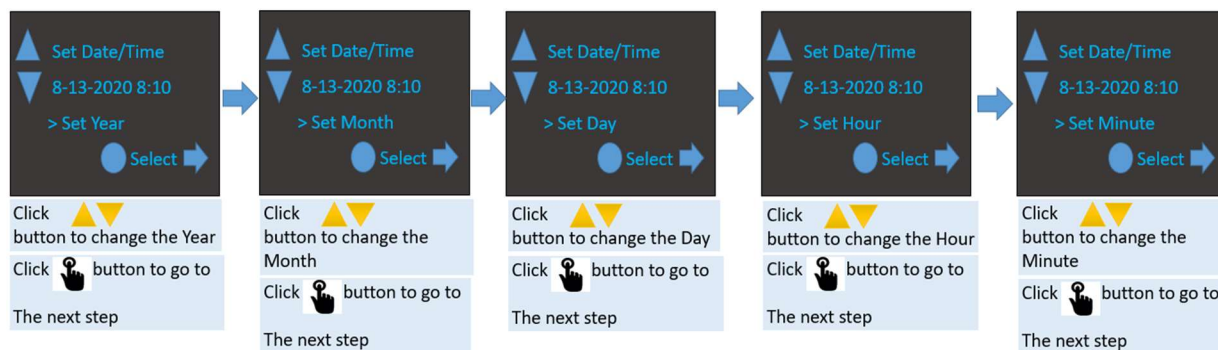 Set Date/Time
8-13-2020 8:10
> Set Year
Select
Click
button to change the Year
Click button to go to
The next step
Set Date/Time
8-13-2020 8:10
> Set Month
Select
Click
button to change the
Month
Click button to go to
The next step
Set Date/Time
8-13-2020 8:10
> Set Day
Select
Click
button to change the Day
Click button to go to
The next step
Set Date/Time
8-13-2020 8:10
> Set Hour
Select
Click
button to change the Hour
Click button to go to
The next step
Set Date/Time
8-13-2020 8:10
> Set Minute
Select
Click
button to change the
Minute
Click button to go to
The next step